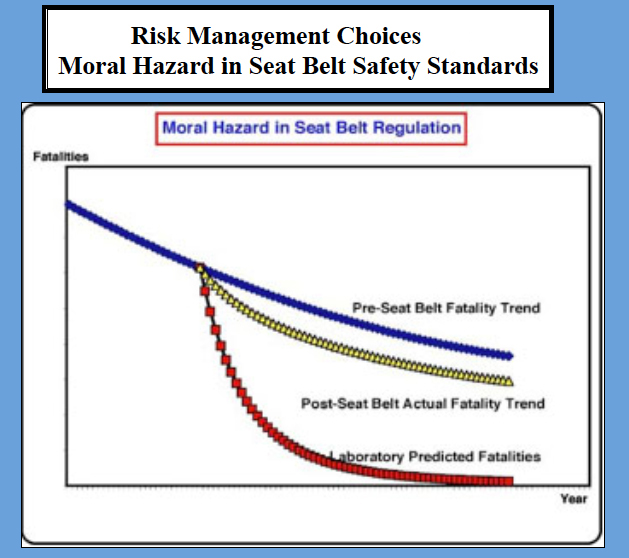 Risk Management Choices
Moral Hazard in Seat Belt Safety Standards
Moral Hazard in Seat Belt Regulation
Fatalities
Pre-Seat Belt Fatality Trend
Post-Seat Belt Actual Fatality Trend
Laboratory Predicted Fatalities
Year